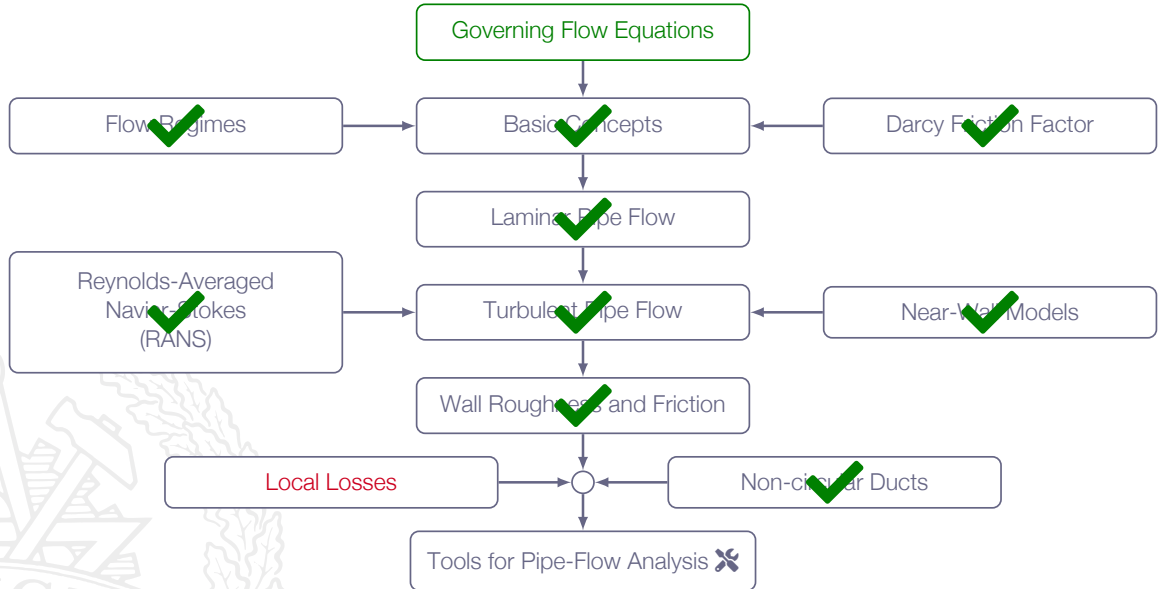 Governing Flow Equations
Flow Regimes
Basic Concepts
Darcy Friction Factor
Laminar Pipe Flow
Reynolds-Averaged
Navier-Stokes
(RANS)
Turbulent Pipe Flow
Near-Wall Models
Wall Roughness and Friction
Local Losses
Non-circular Ducts
Tools for Pipe-Flow Analysis